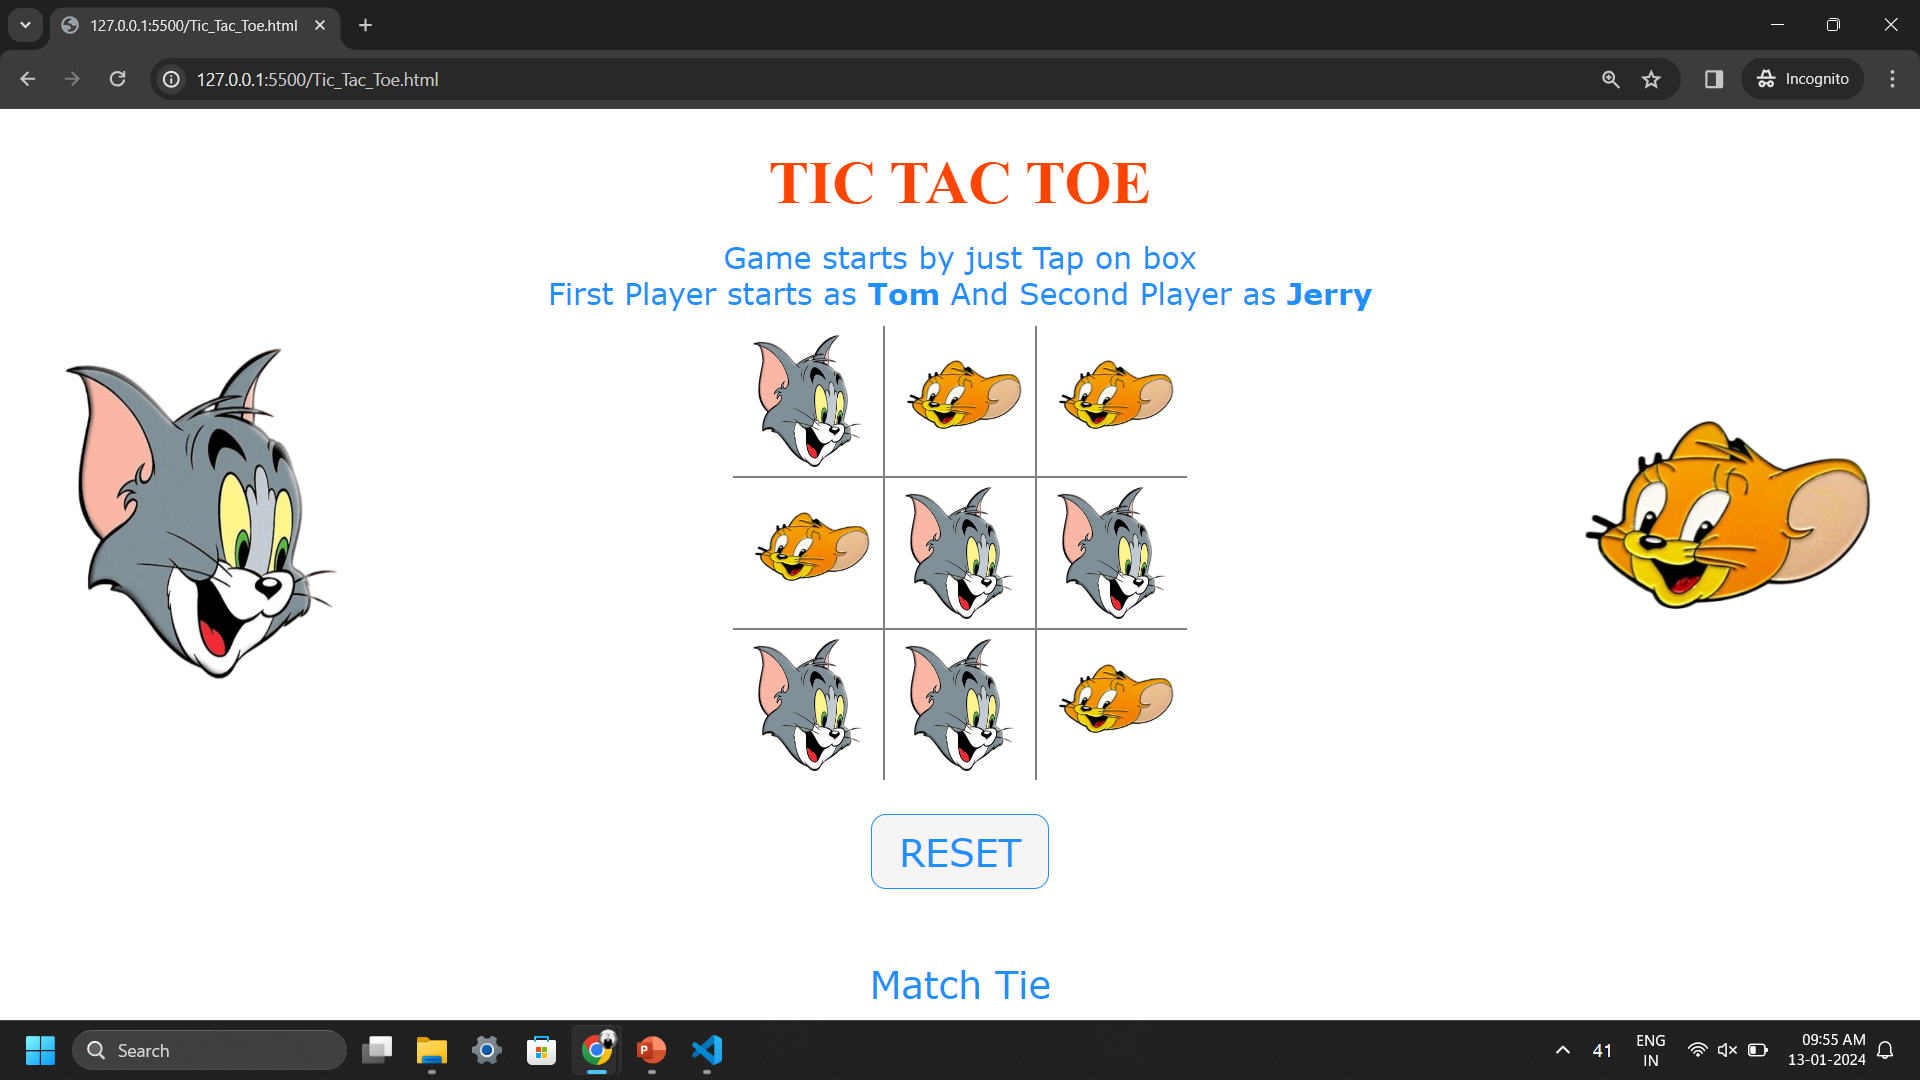 127.0.0.1:5500/Tic_Tac_Toe.html
127.0.0.1:5500/Tic_Tac_Toe.html
Incognito
TIC TAC TOE
Game starts by just Tap on box
First Player starts as Tom And Second Player as Jerry
RESET
Match Tie
Search
P
41
ENG
IN
09:55 AM
13-01-2024